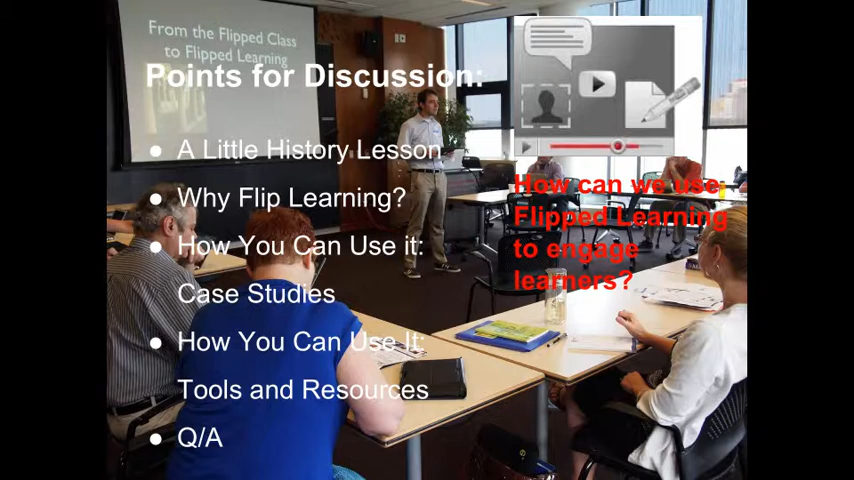 From the Flipped Class
to Flipped Learning
Points for Discussion:
● A Little History Lesson
● Why Flip Learning?
● How You Can Use it:
Case Studies
● How You Can Use It:
Tools and Resources
● Q/A
How can we use
Flipped Learning
to engage
learners?